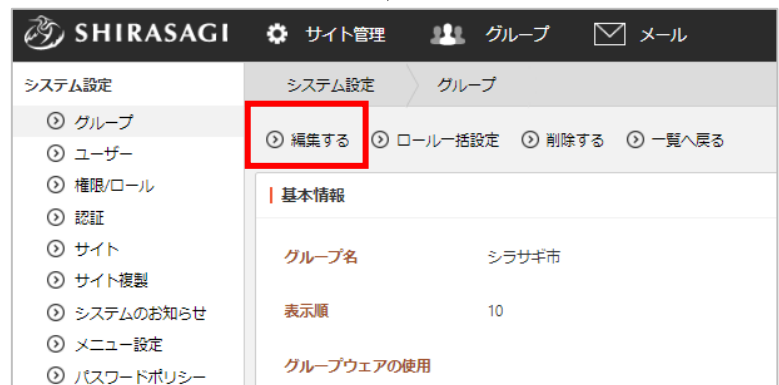 SHIRASAGI サイト管理 グループ メール
システム設定
システム設定 グループ
グループ
ユーザー
権限/ロール
認証
サイト
サイト複製
システムのお知らせ
メニュー設定
パスワードポリシー
編集する ロール一括設定 削除する 一覧へ戻る
基本情報
グループ名 シラサギ市
表示順 10
グループウェアの使用